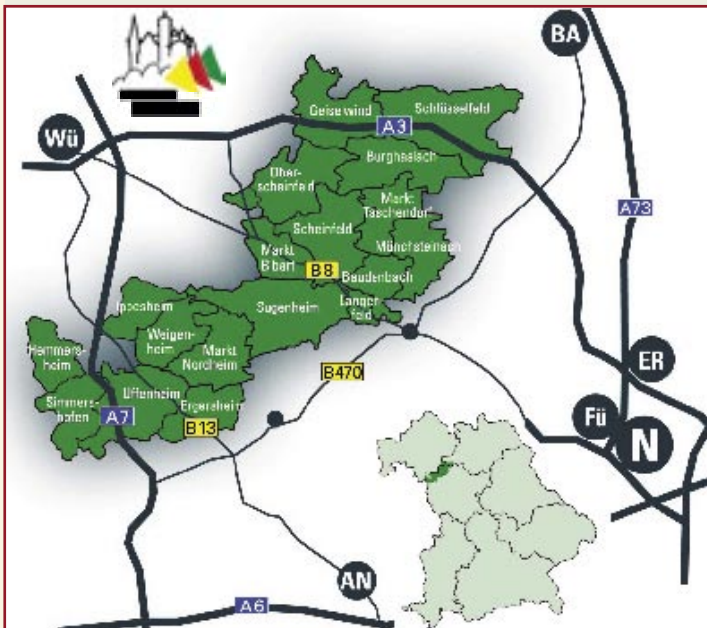 BA
Geiselwind
Schlüsselfeld
A3
Wü
Burghaslach
Ober-
scheinfeld
Markt
Taschendorf
A73
Scheinfeld
Münchsteinach
Markt
Bibart
B8
Baudenbach
Ippesheim
Sugenheim
Langen-
feld
Weigen-
heim
Markt
Nordheim
Hemmers-
heim
ER
B470
Simmers-
hofen
Uffenheim
Ergersheim
A7
B13
Fü
N
AN
A6